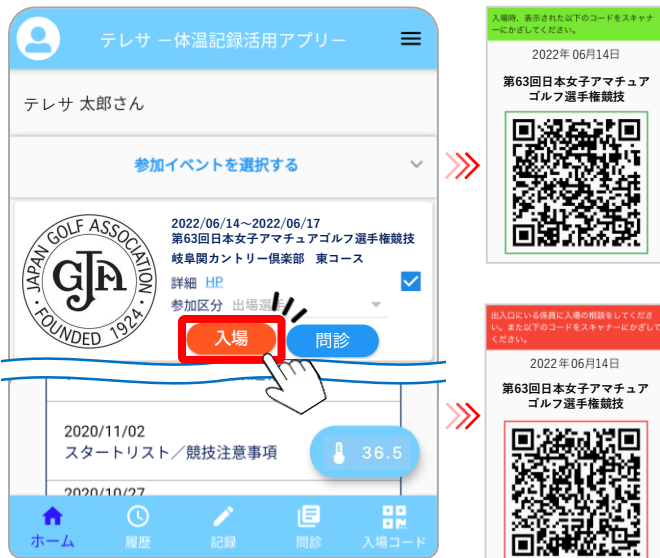 テレサ ー体温記録活用アプリー
テレサ 太郎さん
参加イベントを選択する
JAPAN GOLF ASSOCIATION
GJA
・FOUNDED 1924・
2022/06/14～2022/06/17
第63回日本女子アマチュアゴルフ選手権競技
岐阜関カントリー倶楽部　東コース
詳細 HP
参加区分 出場選
入場
問診
2020/11/02
スタートリスト／競技注意事項
36.5
2020/10/27
ホーム
履歴
記録
問診
入場コード
入場時、表示された以下のコードをスキャナ
ーにかざしてください。
2022年06月14日
第63回日本女子アマチュア
ゴルフ選手権競技
出入口にいる係員に入場の相談をしてくださ
い。また以下のコードをスキャナーにかざして
ください。
2022年06月14日
第63回日本女子アマチュア
ゴルフ選手権競技